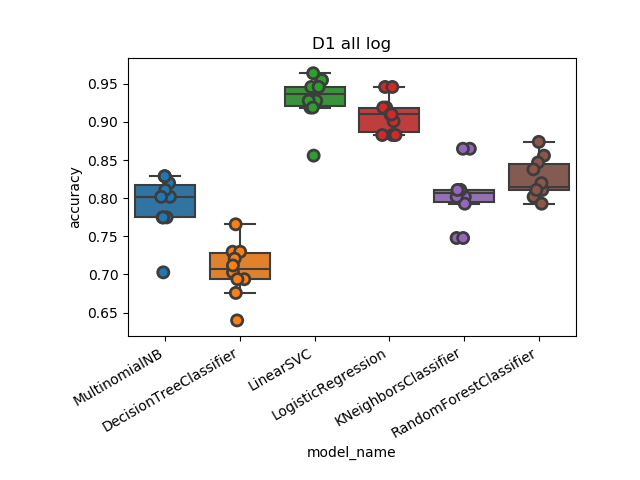 D1 all log
0.95
0.90
0.85
0.80
0.75
0.70
0.65
accuracy
MultinomialNB
DecisionTreeClassifier
LinearSVC
LogisticRegression
KNeighborsClassifier
RandomForestClassifier
model_name